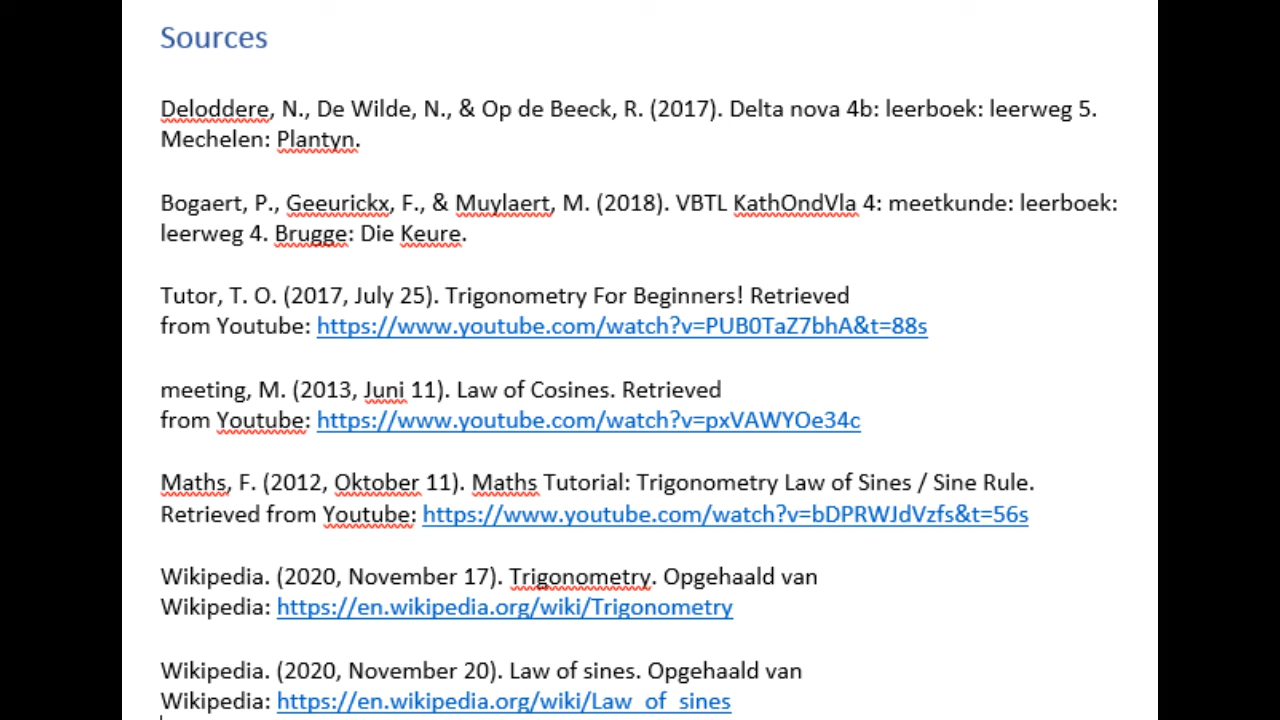 Sources
Deloddere, N., De Wilde, N., & Op de Beeck, R. (2017). Delta nova 4b: leerboek: leerweg 5.
Mechelen: Plantyn.
Bogaert, P., Geeurickx, F., & Muylaert, M. (2018). VBTL KathOndVla 4: meetkunde: leerboek:
leerweg 4. Brugge: Die Keure.
Tutor, T. O. (2017, July 25). Trigonometry For Beginners! Retrieved
from Youtube: https://www.youtube.com/watch?v=PUB0TaZ7bhA&t=88s
meeting, M. (2013, Juni 11). Law of Cosines. Retrieved
from Youtube: https://www.youtube.com/watch?v=pxVAWYOe34c
Maths, F. (2012, Oktober 11). Maths Tutorial: Trigonometry Law of Sines / Sine Rule.
Retrieved from Youtube: https://www.youtube.com/watch?v=bDPRWJdVzfs&t=56s
Wikipedia. (2020, November 17). Trigonometry. Opgehaald van
Wikipedia: https://en.wikipedia.org/wiki/Trigonometry
Wikipedia. (2020, November 20). Law of sines. Opgehaald van
Wikipedia: https://en.wikipedia.org/wiki/Law_of_sines